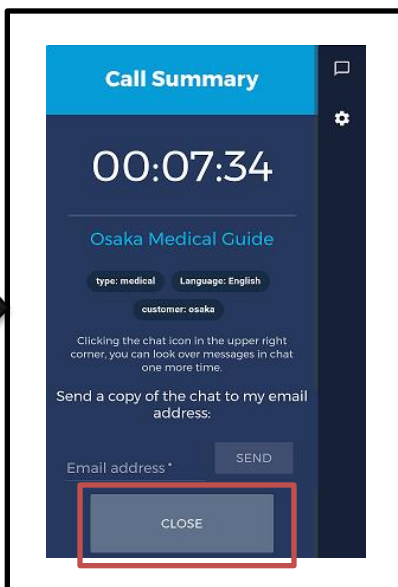 Call Summary
00:07:34
Osaka Medical Guide
type: medical Language: English
customer: osaka
Clicking the chat icon in the upper right
corner, you can look over messages in chat
one more time.
Send a copy of the chat to my email
address:
Email address * SEND
CLOSE